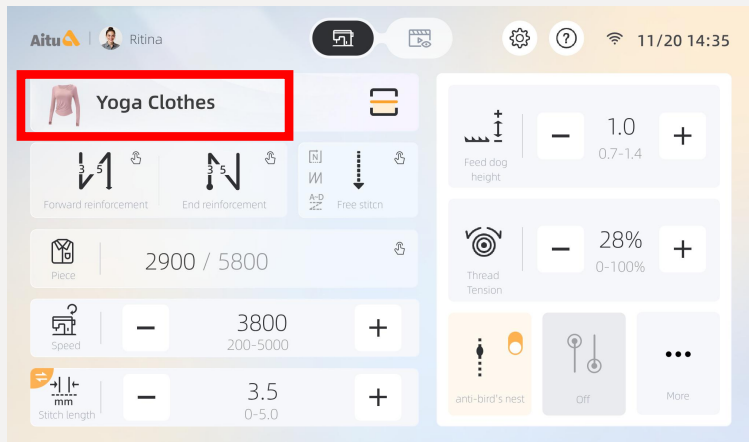 Aitu
Ritina
11/20 14:35
Yoga Clothes
3 5
Forward reinforcement
3 5
End reinforcement
N
A-D
Free stitcn
Piece
2900 / 5800
Speed
3800
200-5000
mm
Stitch length
3.5
0-5.0
Feed dog
height
1.0
0.7-1.4
Thread
Tension
28%
0-100%
anti-bird's nest
Off
More